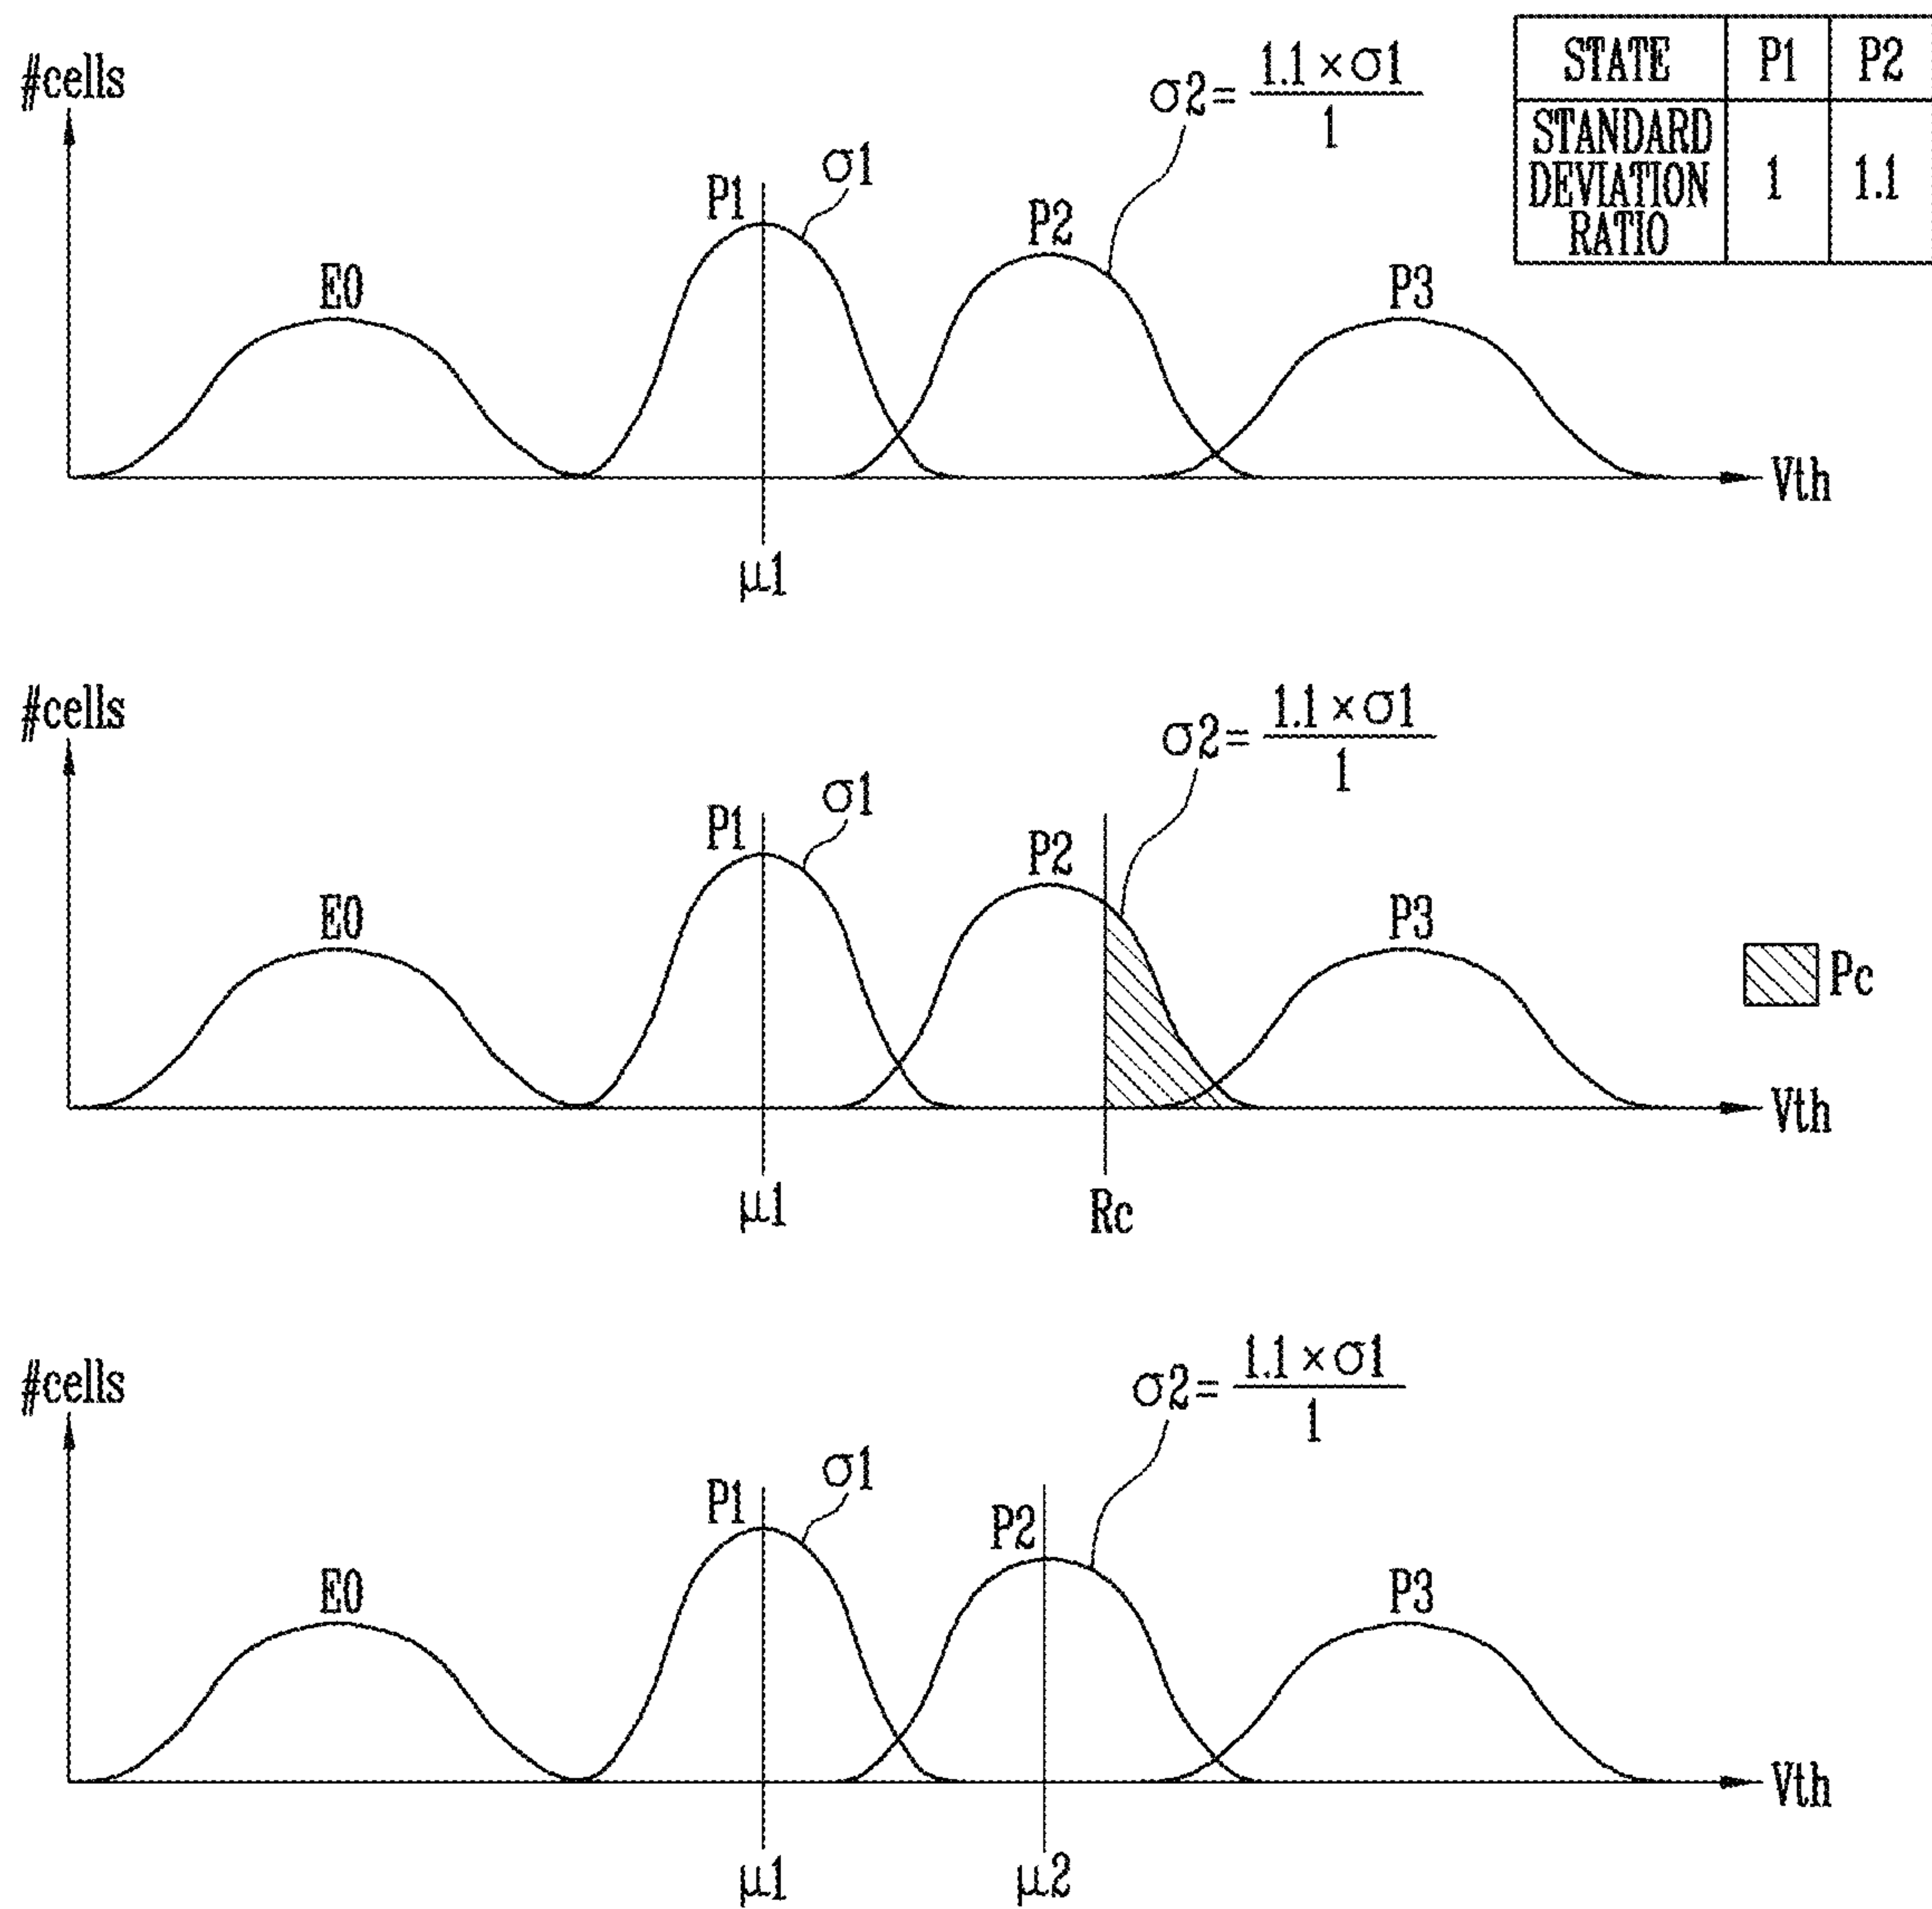 STATE P1 P2
STANDARD
DEVIATION 1 1.1
RATIO
#cells
σ2= 1.1 × σ1
1
σ1
P1
P2
E0
P3
Vth
μ1
#cells
σ2= 1.1 × σ1
1
σ1
P1
P2
E0
P3
Pc
Vth
μ1
Rc
#cells
σ2= 1.1 × σ1
1
σ1
P1
P2
E0
P3
Vth
μ1
μ2